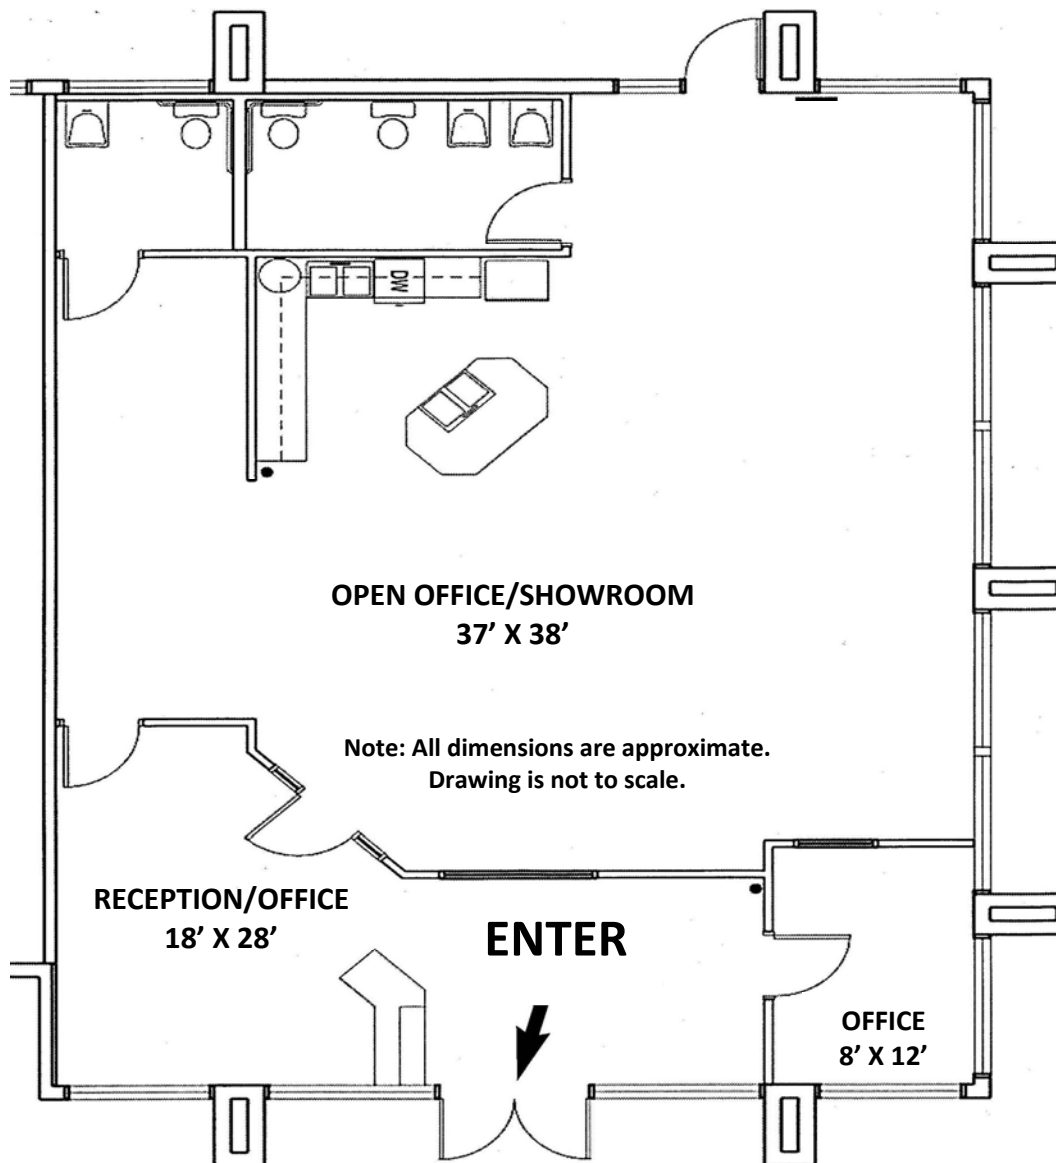 DW
OPEN OFFICE/SHOWROOM
37’ X 38’
Note: All dimensions are approximate.
Drawing is not to scale.
RECEPTION/OFFICE
18’ X 28’
ENTER
OFFICE
8’ X 12’